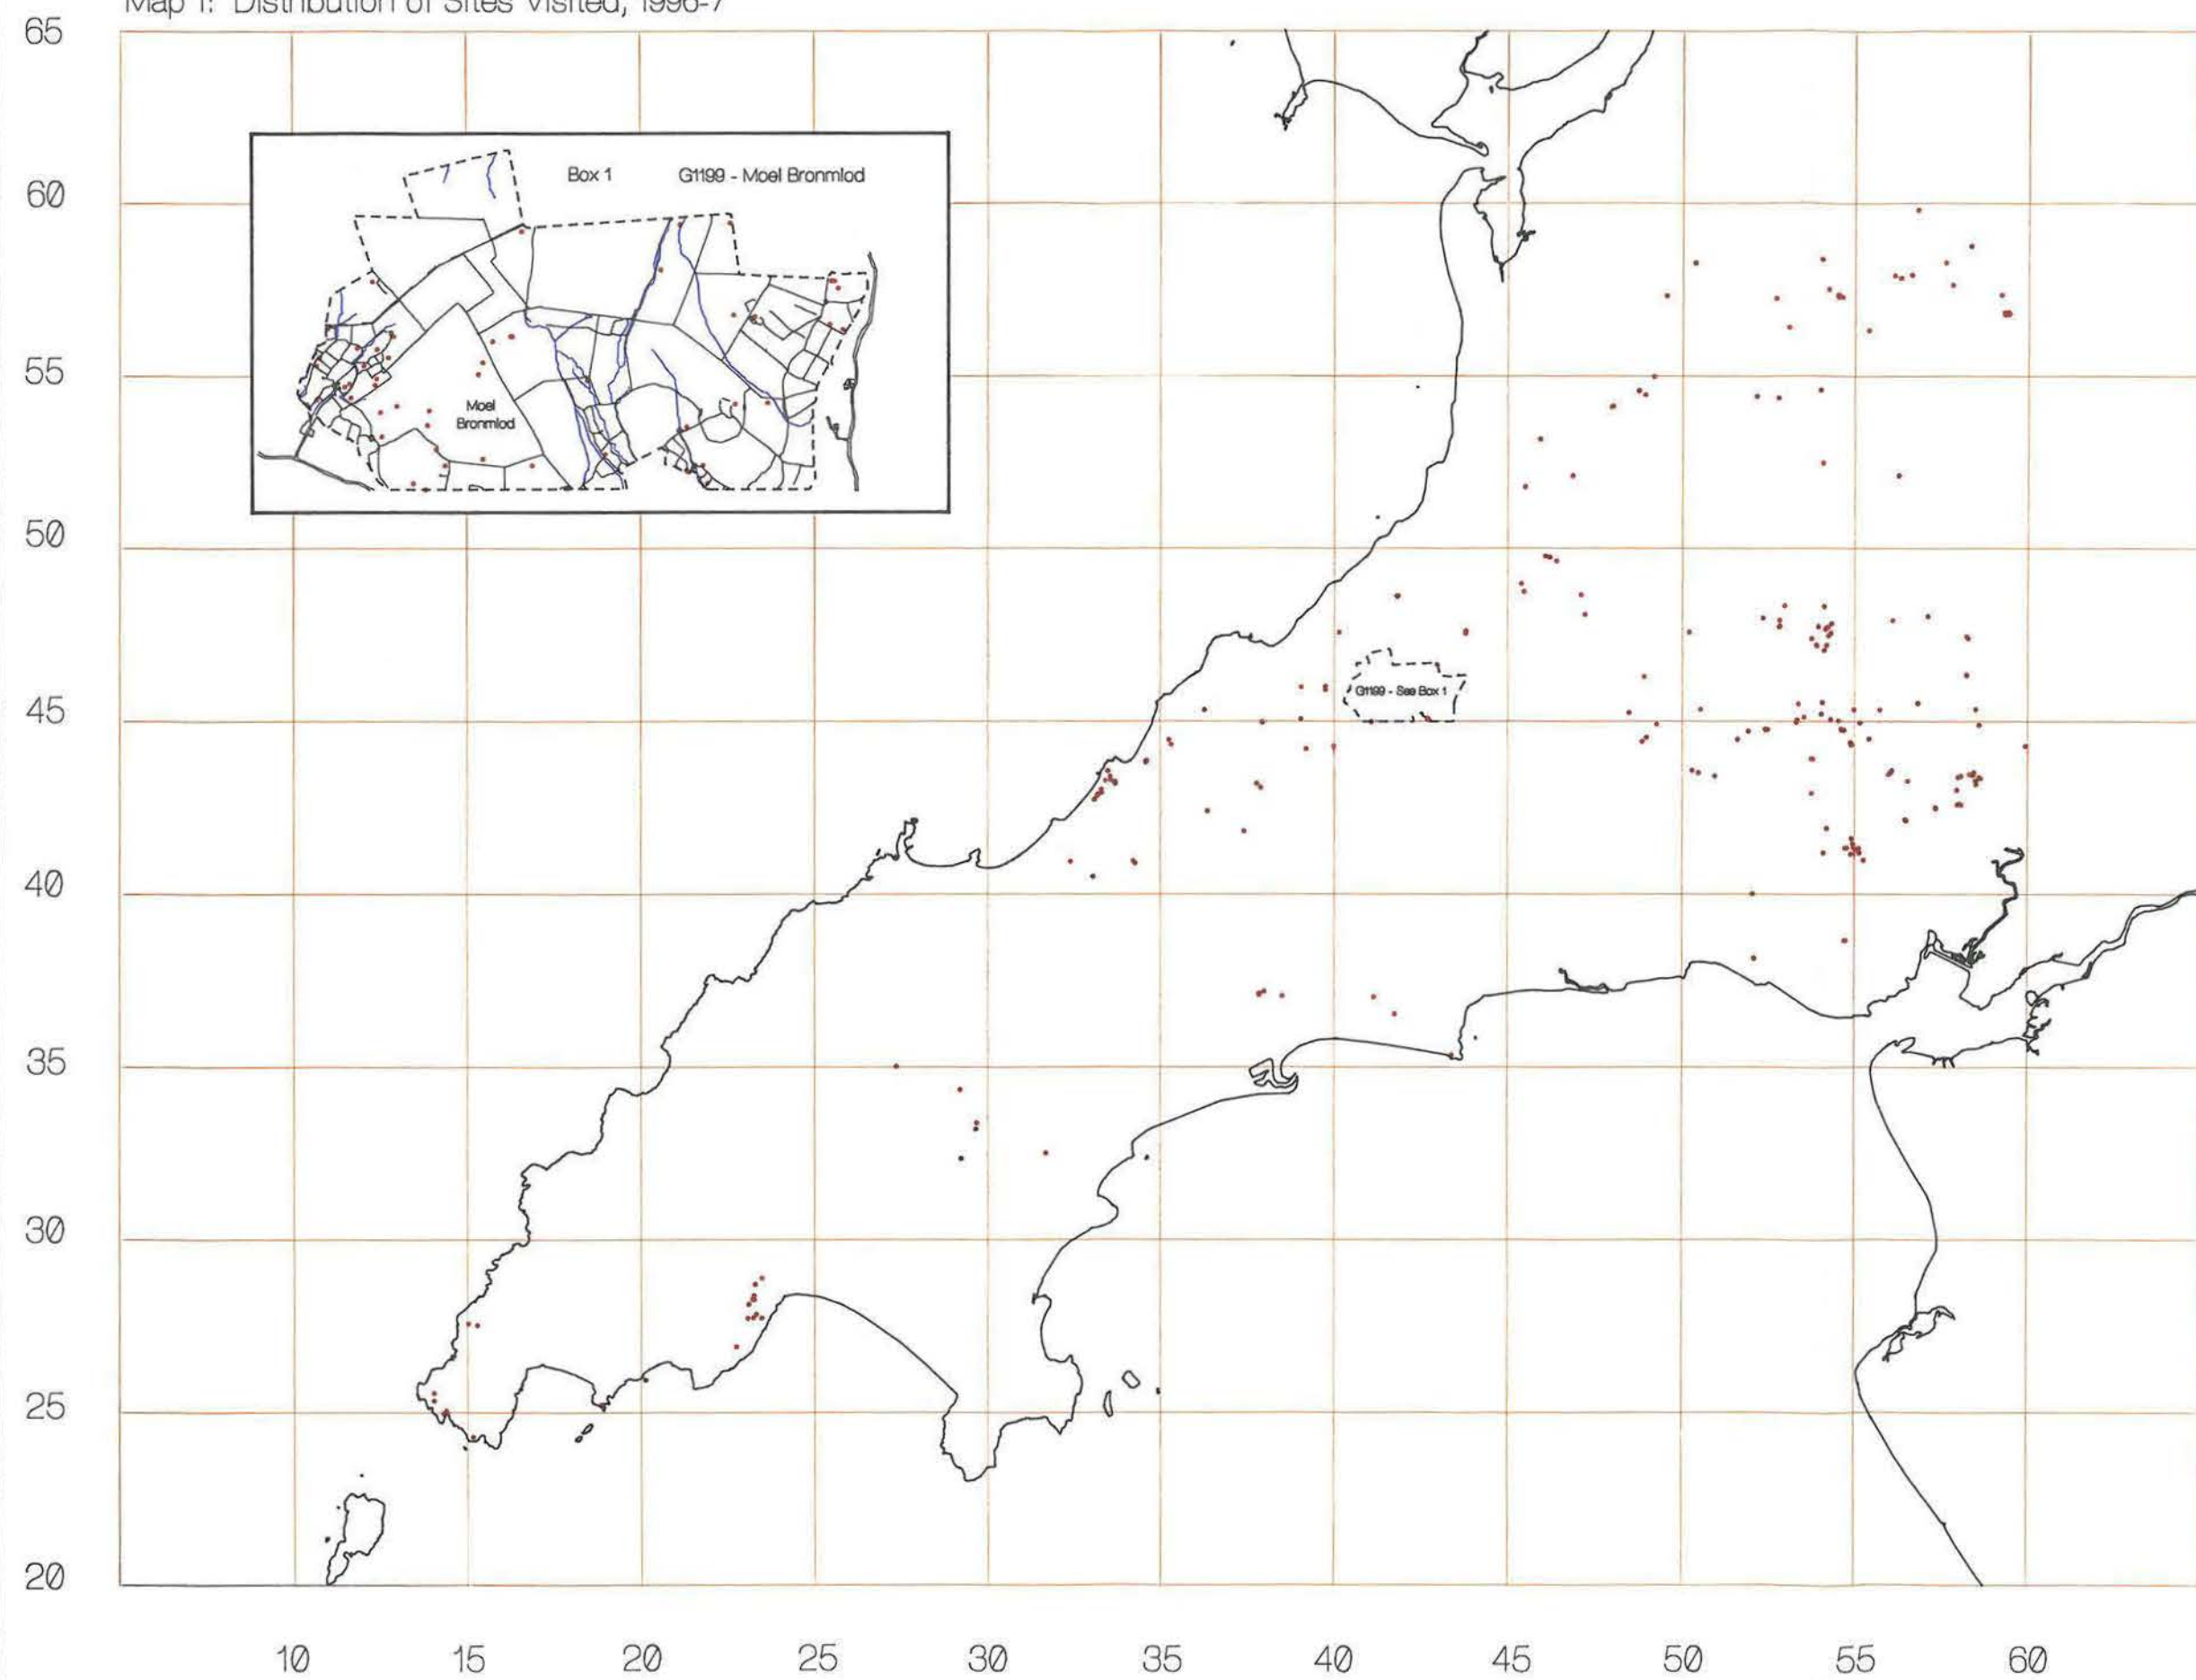 Map 1: Distribution of Sites Visited, 1996-7
65
Box 1 G1199 - Moel Bronmlod
60
55
Moel
Bronmlod
50
G1199 - See Box 1
45
40
35
30
25
20
10 15 20 25 30 35 40 45 50 55 60